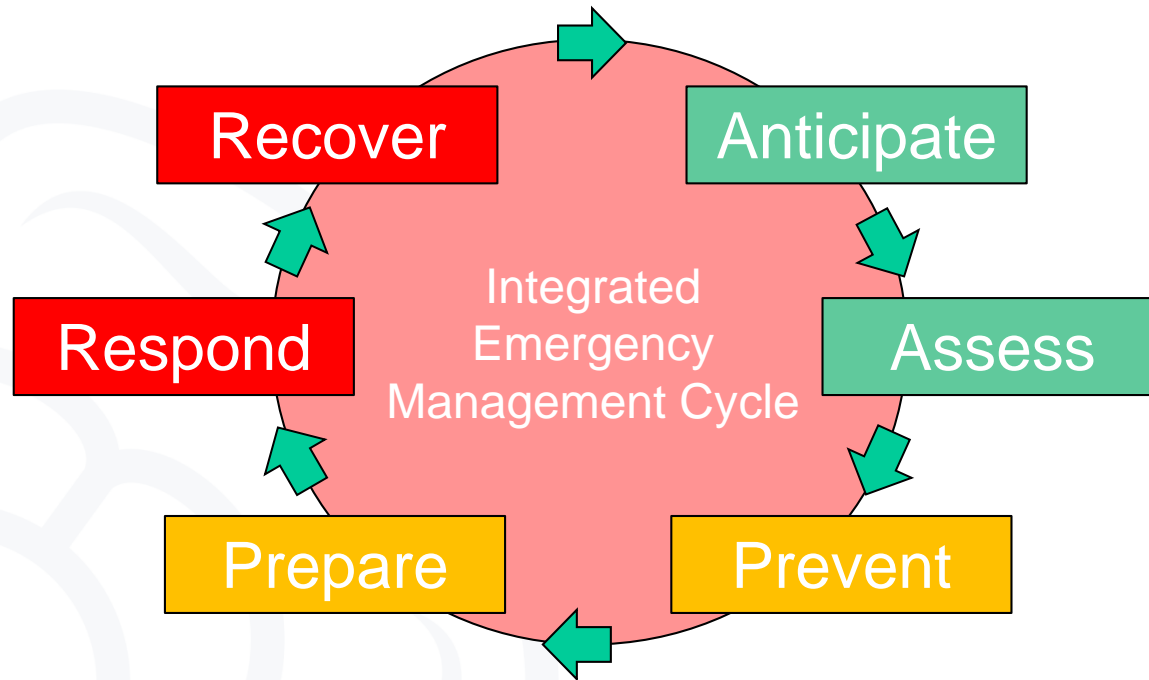 Recover
Anticipate
Integrated
Emergency
Management Cycle
Respond
Assess
Prepare
Prevent